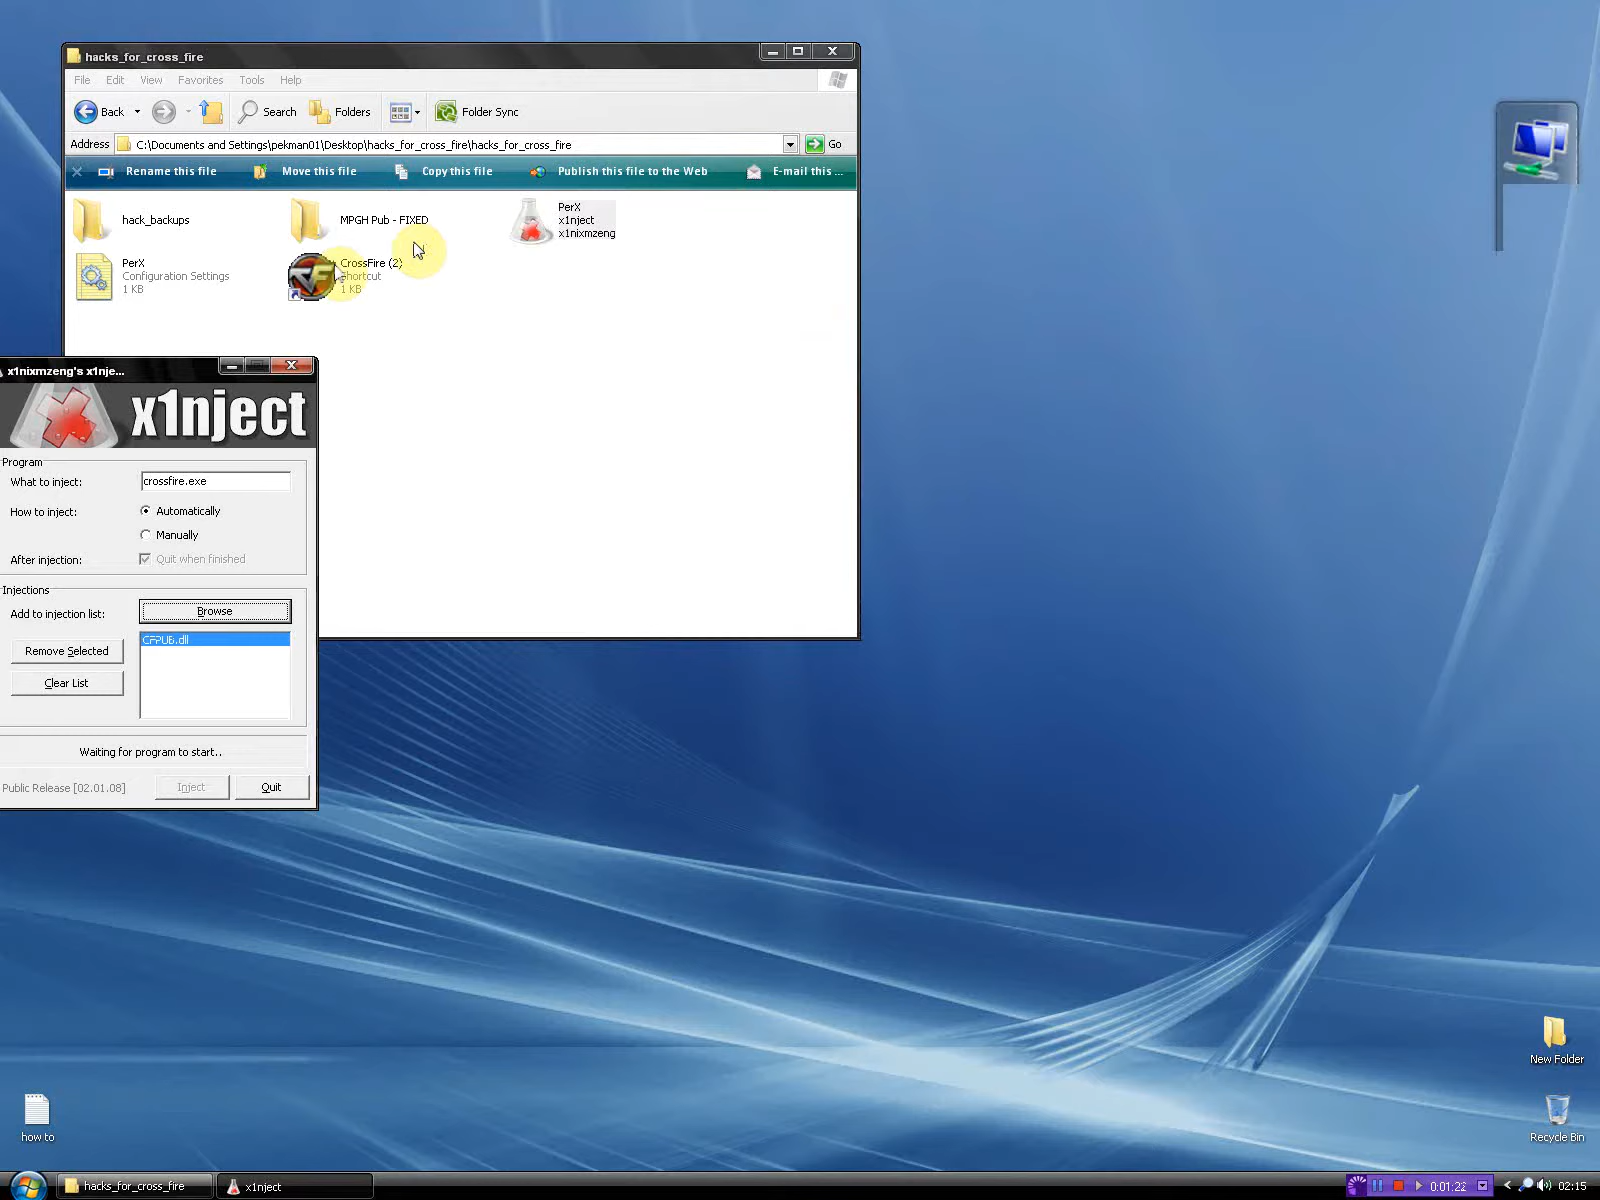 hacks_for_cross_fire
File Edit View Favorites Tools Help
Back Search Folders Folder Sync
Address C:\Documents and Settings\pekman01\Desktop\hacks_for_cross_fire\hacks_for_cross_fire Go
Rename this file Move this file Copy this file Publish this file to the Web E-mail this ...
hack_backups
MPGH Pub - FIXED
PerX
x1nject
x1nixmzeng
PerX
Configuration Settings
1 KB
CrossFire (2)
Shortcut
1 KB
x1nixmzeng's x1nje...
x1nject
Program
What to inject: crossfire.exe
How to inject: Automatically
Manually
After injection: Quit when finished
Injections
Add to injection list: Browse
CFPUB.dll
Remove Selected
Clear List
Waiting for program to start..
Public Release [02.01.08] Inject Quit
New Folder
how to
Recycle Bin
hacks_for_cross_fire x1nject 0:01:22 02:15